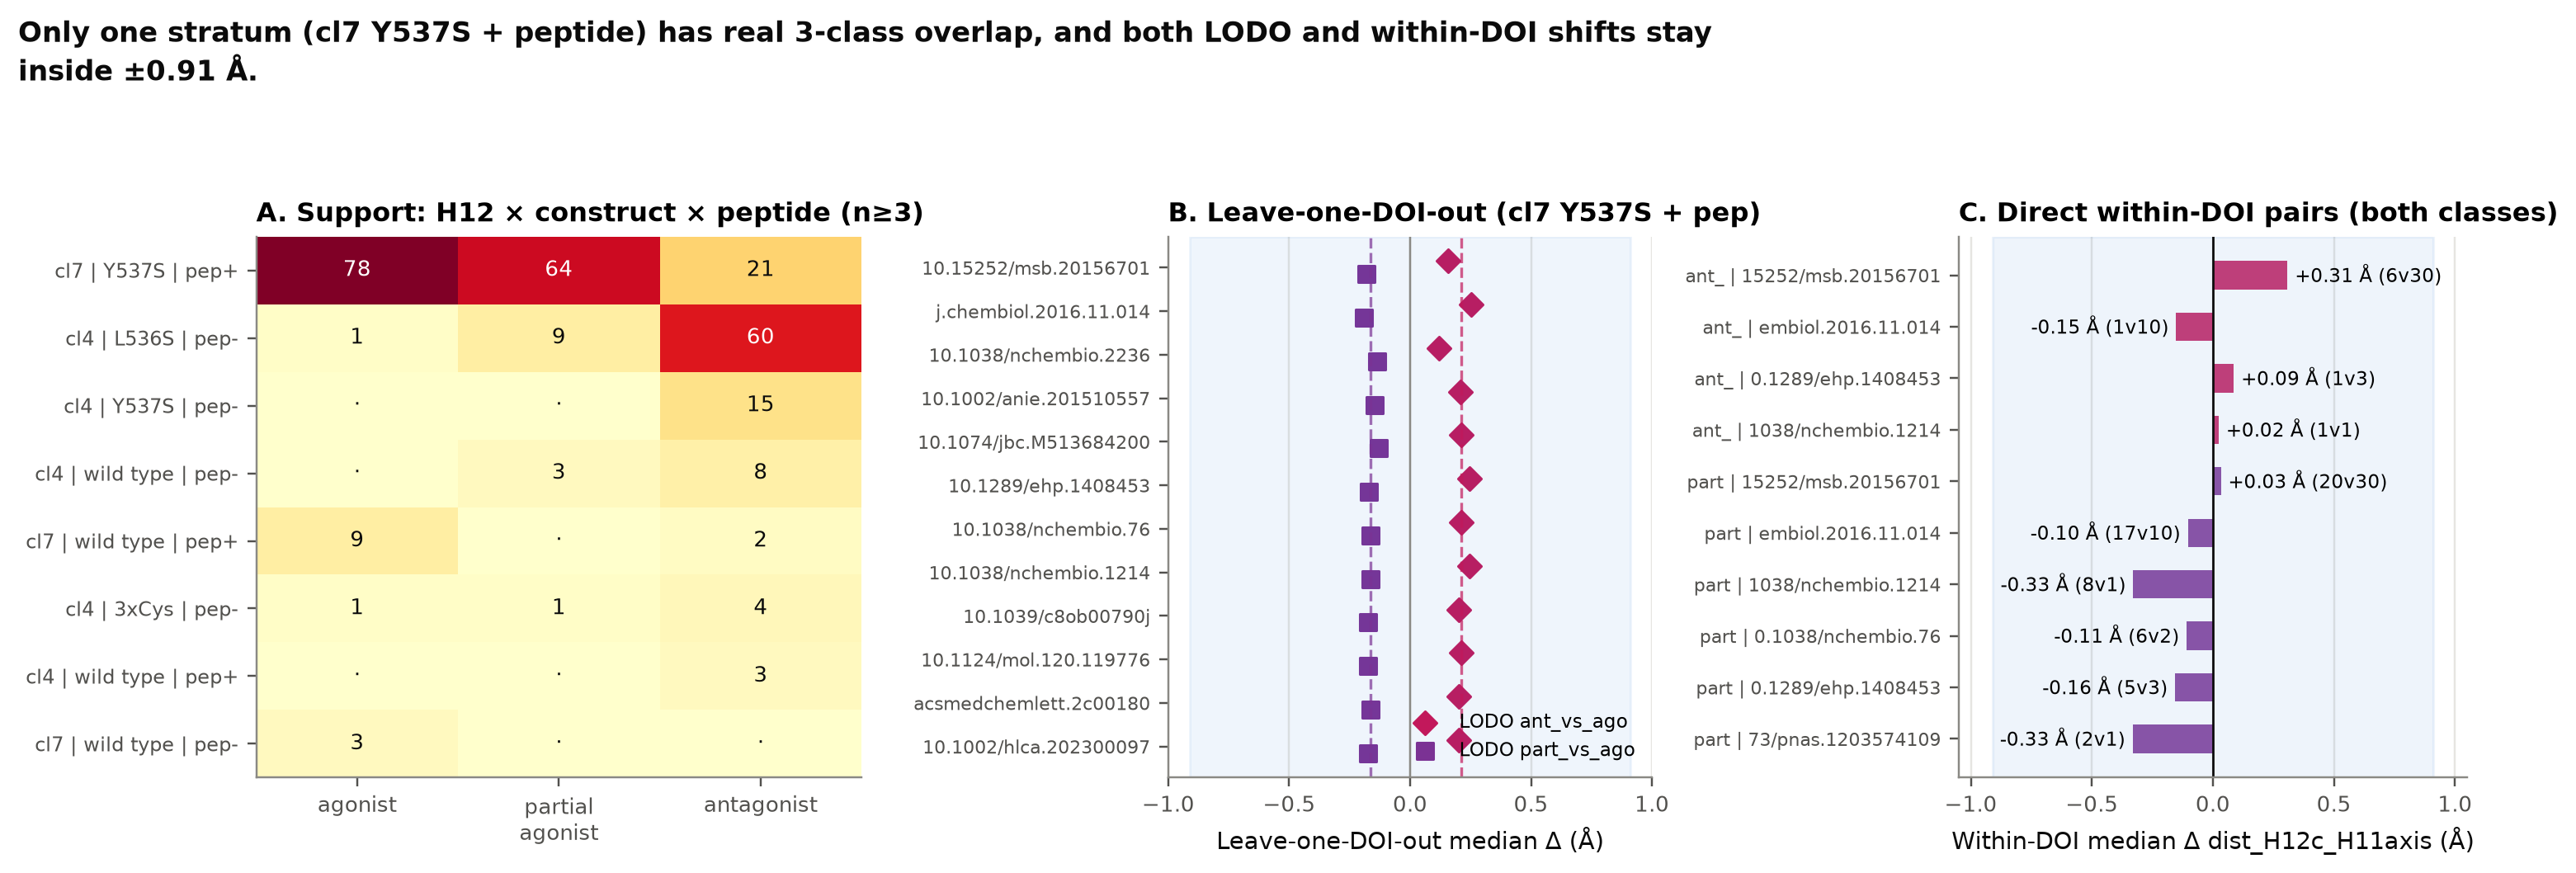 Only one stratum (cl7 Y537S + peptide) has real 3-class overlap, and both LODO and within-DOI shifts stay
inside ±0.91 Å.
A. Support: H12 × construct × peptide (n≥3)
cl7 | Y537S | pep+
78
64
21
cl4 | L536S | pep-
1
9
60
cl4 | Y537S | pep-
·
·
15
cl4 | wild type | pep-
·
3
8
cl7 | wild type | pep+
9
·
2
cl4 | 3xCys | pep-
1
1
4
cl4 | wild type | pep+
·
·
3
cl7 | wild type | pep-
3
·
·
agonist
partial
agonist
antagonist
B. Leave-one-DOI-out (cl7 Y537S + pep)
10.15252/msb.20156701
j.chembiol.2016.11.014
10.1038/nchembio.2236
10.1002/anie.201510557
10.1074/jbc.M513684200
10.1289/ehp.1408453
10.1038/nchembio.76
10.1038/nchembio.1214
10.1039/c8ob00790j
10.1124/mol.120.119776
acsmedchemlett.2c00180
10.1002/hlca.202300097
LODO ant_vs_ago
LODO part_vs_ago
−1.0
−0.5
0.0
0.5
1.0
Leave-one-DOI-out median Δ (Å)
C. Direct within-DOI pairs (both classes)
ant_ | 15252/msb.20156701
+0.31 Å (6v30)
ant_ | embiol.2016.11.014
-0.15 Å (1v10)
ant_ | 0.1289/ehp.1408453
+0.09 Å (1v3)
ant_ | 1038/nchembio.1214
+0.02 Å (1v1)
part | 15252/msb.20156701
+0.03 Å (20v30)
part | embiol.2016.11.014
-0.10 Å (17v10)
part | 1038/nchembio.1214
-0.33 Å (8v1)
part | 0.1038/nchembio.76
-0.11 Å (6v2)
part | 0.1289/ehp.1408453
-0.16 Å (5v3)
part | 73/pnas.1203574109
-0.33 Å (2v1)
−1.0
−0.5
0.0
0.5
1.0
Within-DOI median Δ dist_H12c_H11axis (Å)